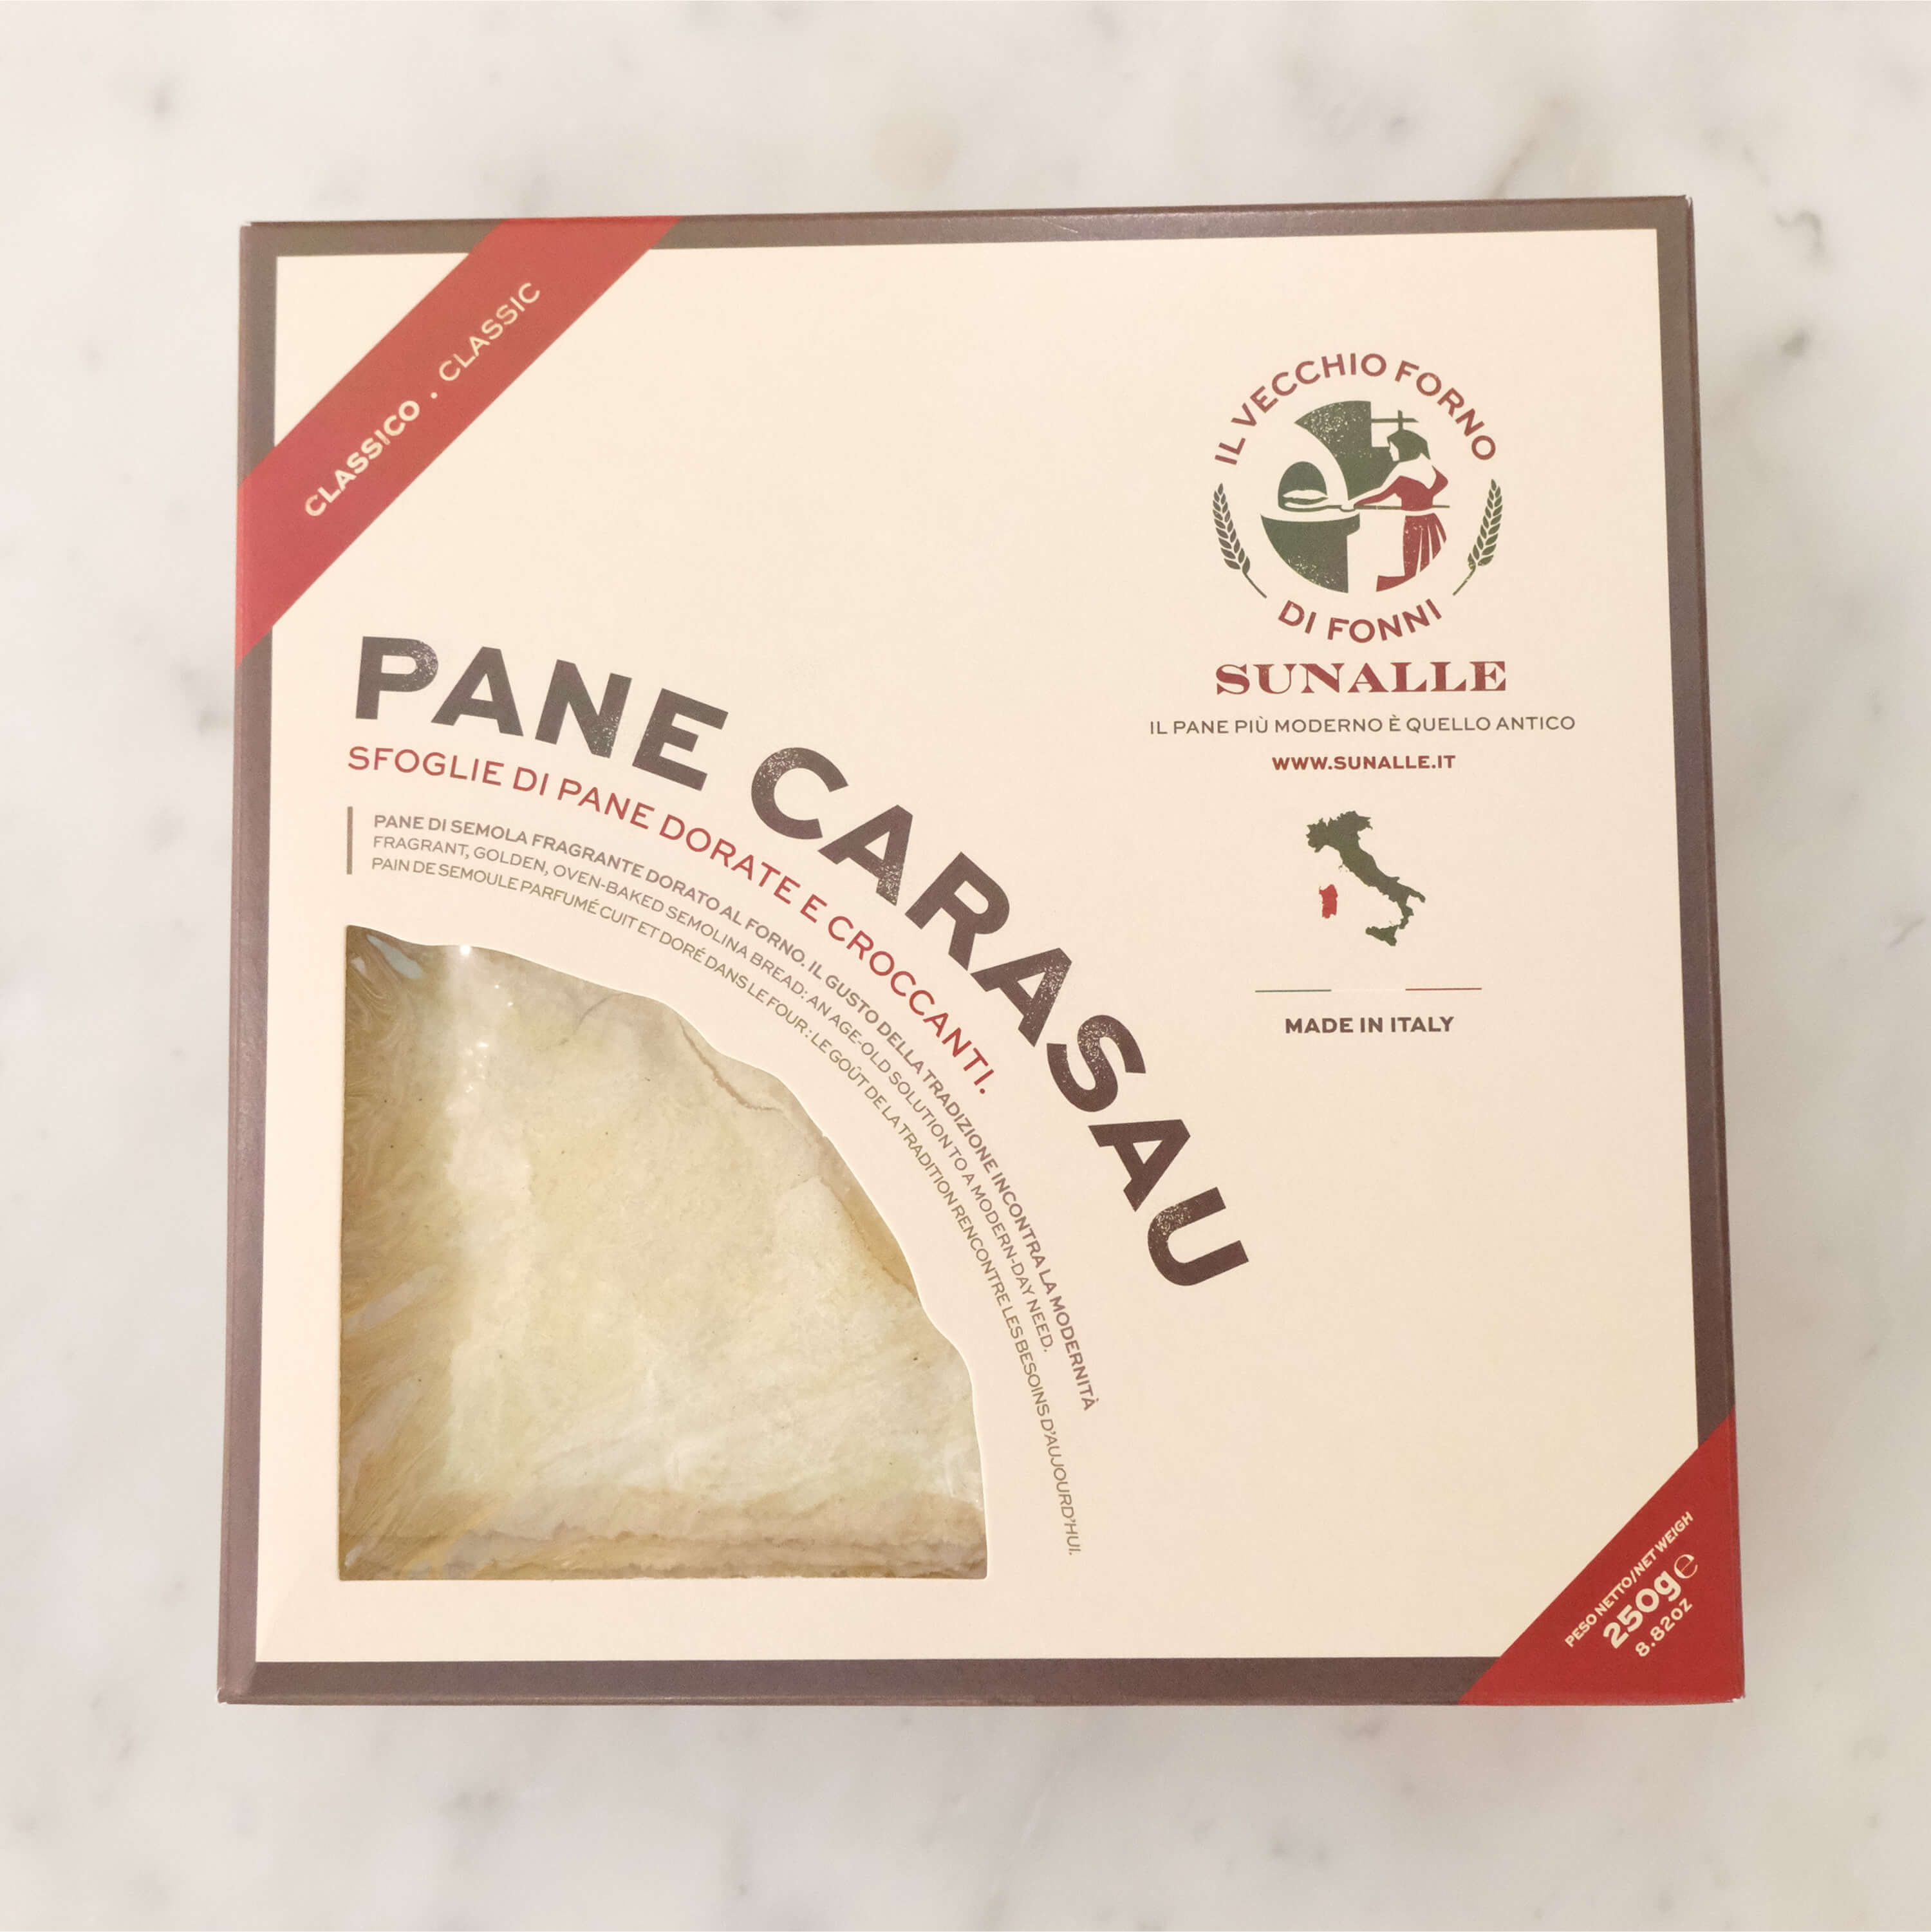 CLASSICO . CLASSIC
IL VECCHIO FORNO
DI FONNI
SUNALLE
IL PANE PIÙ MODERNO È QUELLO ANTICO
WWW.SUNALLE.IT
MADE IN ITALY
PANE CARASAU
SFOGLIE DI PANE DORATE E CROCCANTI.
PANE DI SEMOLA FRAGRANTE DORATO AL FORNO. IL GUSTO DELLA TRADIZIONE INCONTRA LA MODERNITÀ
FRAGRANT, GOLDEN, OVEN-BAKED SEMOLINA BREAD: AN AGE-OLD SOLUTION TO A MODERN-DAY NEED.
PAIN DE SEMOULE PARFUMÉ CUIT ET DORÉ DANS LE FOUR : LE GOÛT DE LA TRADITION RENCONTRE LES BESOINS D'AUJOURD'HUI.
PESO NETTO/NET WEIGH
250g e
8.82oz